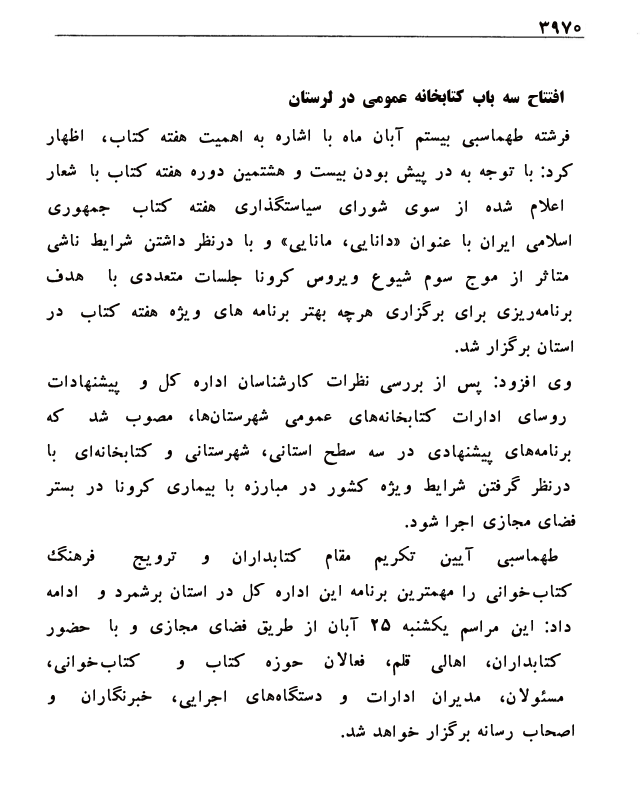 ۳۹۷۰
افتتاح سه باب کتابخانه عمومی در لرستان
فرشته طهماسبی بیستم آبان ماه با اشاره به اهمیت هفته کتاب، اظهار
کرد: با توجه به در پیش بودن بیست و هشتمین دوره هفته کتاب با شعار
اعلام شده از سوی شورای سیاستگذاری هفته کتاب جمهوری
اسلامی ایران با عنوان «دانایی، مانایی» و با درنظر داشتن شرایط ناشی
متاثر از موج سوم شیوع ویروس کرونا جلسات متعددی با هدف
برنامه‌ریزی برای برگزاری هرچه بهتر برنامه های ویژه هفته کتاب در
استان برگزار شد.
وی افزود: پس از بررسی نظرات کارشناسان اداره کل و پیشنهادات
روسای ادارات کتابخانه‌های عمومی شهرستان‌ها، مصوب شد که
برنامه‌های پیشنهادی در سه سطح استانی، شهرستانی و کتابخانه‌ای با
درنظر گرفتن شرایط ویژه کشور در مبارزه با بیماری کرونا در بستر
فضای مجازی اجرا شود.
طهماسبی آیین تکریم مقام کتابداران و ترویج فرهنگ
کتاب‌خوانی را مهمترین برنامه این اداره کل در استان برشمرد و ادامه
داد: این مراسم یکشنبه ۲۵ آبان از طریق فضای مجازی و با حضور
کتابداران، اهالی قلم، فعالان حوزه کتاب و کتاب‌خوانی،
مسئولان، مدیران ادارات و دستگاه‌های اجرایی، خبرنگاران و
اصحاب رسانه برگزار خواهد شد.